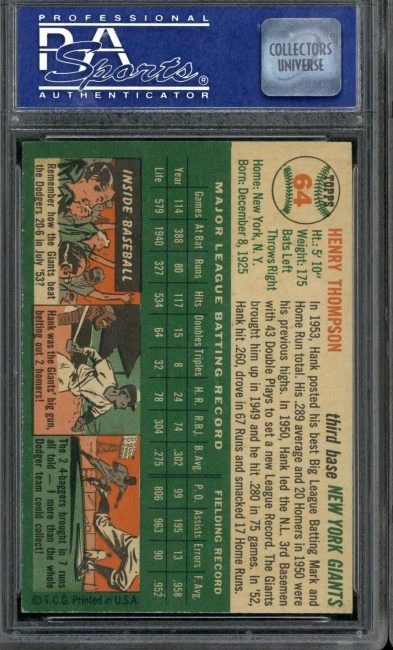 PROFESSIONAL
PSA
Sports ®
AUTHENTICATOR
COLLECTORS
UNIVERSE
TOPPS
64
HENRY THOMPSON
third base NEW YORK GIANTS
Ht.: 5' 10"
Weight: 175
Bats Left
Throws Right
Home: New York, N. Y.
Born: December 8, 1925
In 1953, Hank posted his best Big League Batting Mark and
Home Run total. His .289 average and 20 Homers in 1950 were
his previous highs. In 1950, Hank led the N.L. 3rd Basemen
with 43 Double Plays to set a new League Record. The Giants
brought him up in 1949 and he hit .280 in 75 games. In '52,
Hank hit .260, drove in 67 Runs and smacked 17 Home Runs.
MAJOR LEAGUE BATTING RECORD FIELDING RECORD
Games At-Bat Runs Hits Doubles Triples H. R. R.B.I. B. Avg P. O. Assists Errors F. Avg.
Year 114 388 80 117 15 8 24 74 .302 99 195 13 .958
Life 579 1940 327 534 64 32 78 304 .275 806 963 90 .952
INSIDE BASEBALL
Remember how the Giants beat
the Dodgers 20-6 in July '53?
Hank was the Giants' big gun,
belting out 2 homers!
The 2 4-baggers brought in 7 runs
all told — 1 more than the whole
Dodger team could collect!
© T. C. G. Printed in U. S. A.